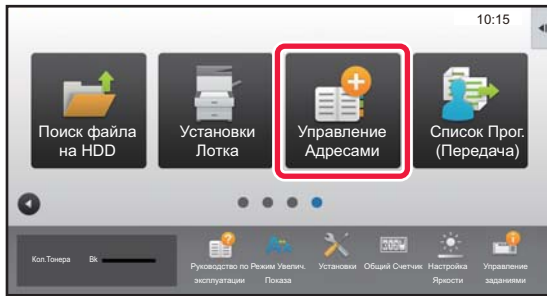 10:15
Поиск файла
на HDD
Установки
Лотка
Управление
Адресами
Список Прог.
(Передача)
Кол.Тонера Bk
Руководство по
эксплуатации
Режим Увелич.
Показа
Установки
Общий Счетчик
Настройка
Яркости
Управление
заданиями